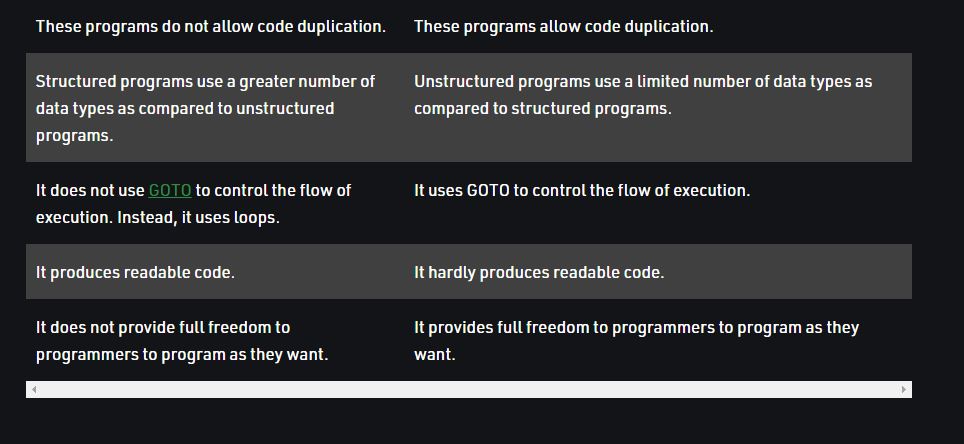 These programs do not allow code duplication.
These programs allow code duplication.
Structured programs use a greater number of
data types as compared to unstructured
programs.
Unstructured programs use a limited number of data types as
compared to structured programs.
It does not use GOTO to control the flow of
execution. Instead, it uses loops.
It uses GOTO to control the flow of execution.
It produces readable code.
It hardly produces readable code.
It does not provide full freedom to
programmers to program as they want.
It provides full freedom to programmers to program as they
want.